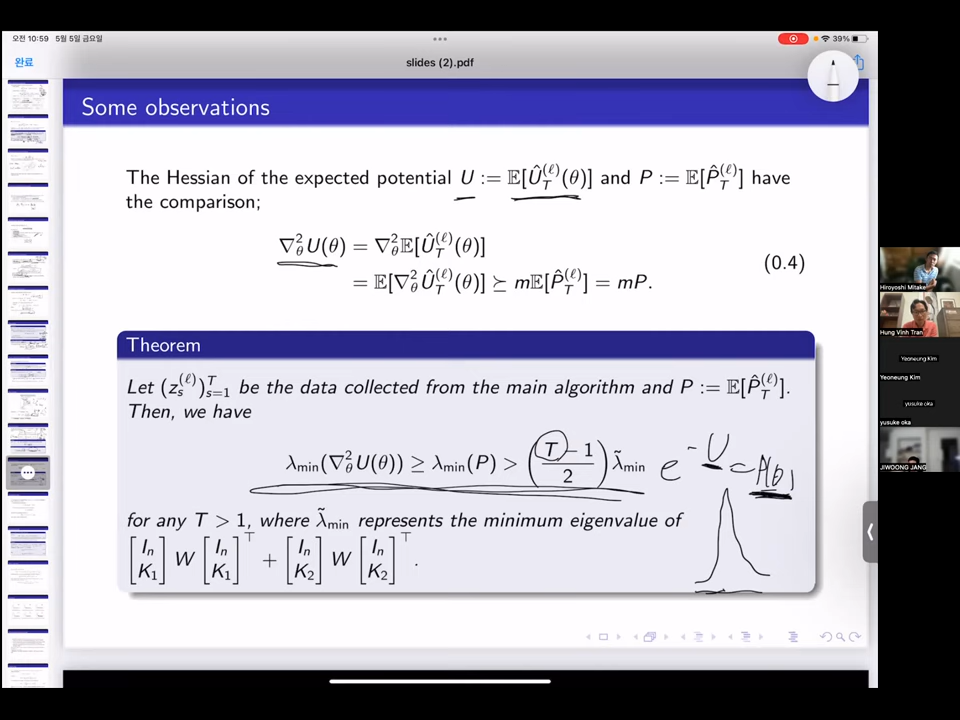 오전 10:59 5월 5일 금요일
39%
완료
slides (2).pdf
Some observations
The Hessian of the expected potential U := 𝔼[Û_T^(ℓ)(θ)] and P := 𝔼[P̂_T^(ℓ)] have
the comparison;
∇²_θ U(θ) = ∇²_θ 𝔼[Û_T^(ℓ)(θ)]
= 𝔼[∇²_θ Û_T^(ℓ)(θ)] ⪰ m𝔼[P̂_T^(ℓ)] = mP.
(0.4)
Theorem
Let (z_s^(ℓ))_{s=1}^T be the data collected from the main algorithm and P := 𝔼[P̂_T^(ℓ)].
Then, we have
λ_min(∇²_θ U(θ)) ≥ λ_min(P) > ((T − 1)/2) λ̃_min
e^{-U}
for any T > 1, where λ̃_min represents the minimum eigenvalue of
[I_n K_1] W [I_n K_1]^⊤ + [I_n K_2] W [I_n K_2]^⊤.
Hiroyoshi Mitake
Hung Vinh Tran
Yeoneung Kim
Yeoneung Kim
yusuke oka
yusuke oka
JIWOONG JANG